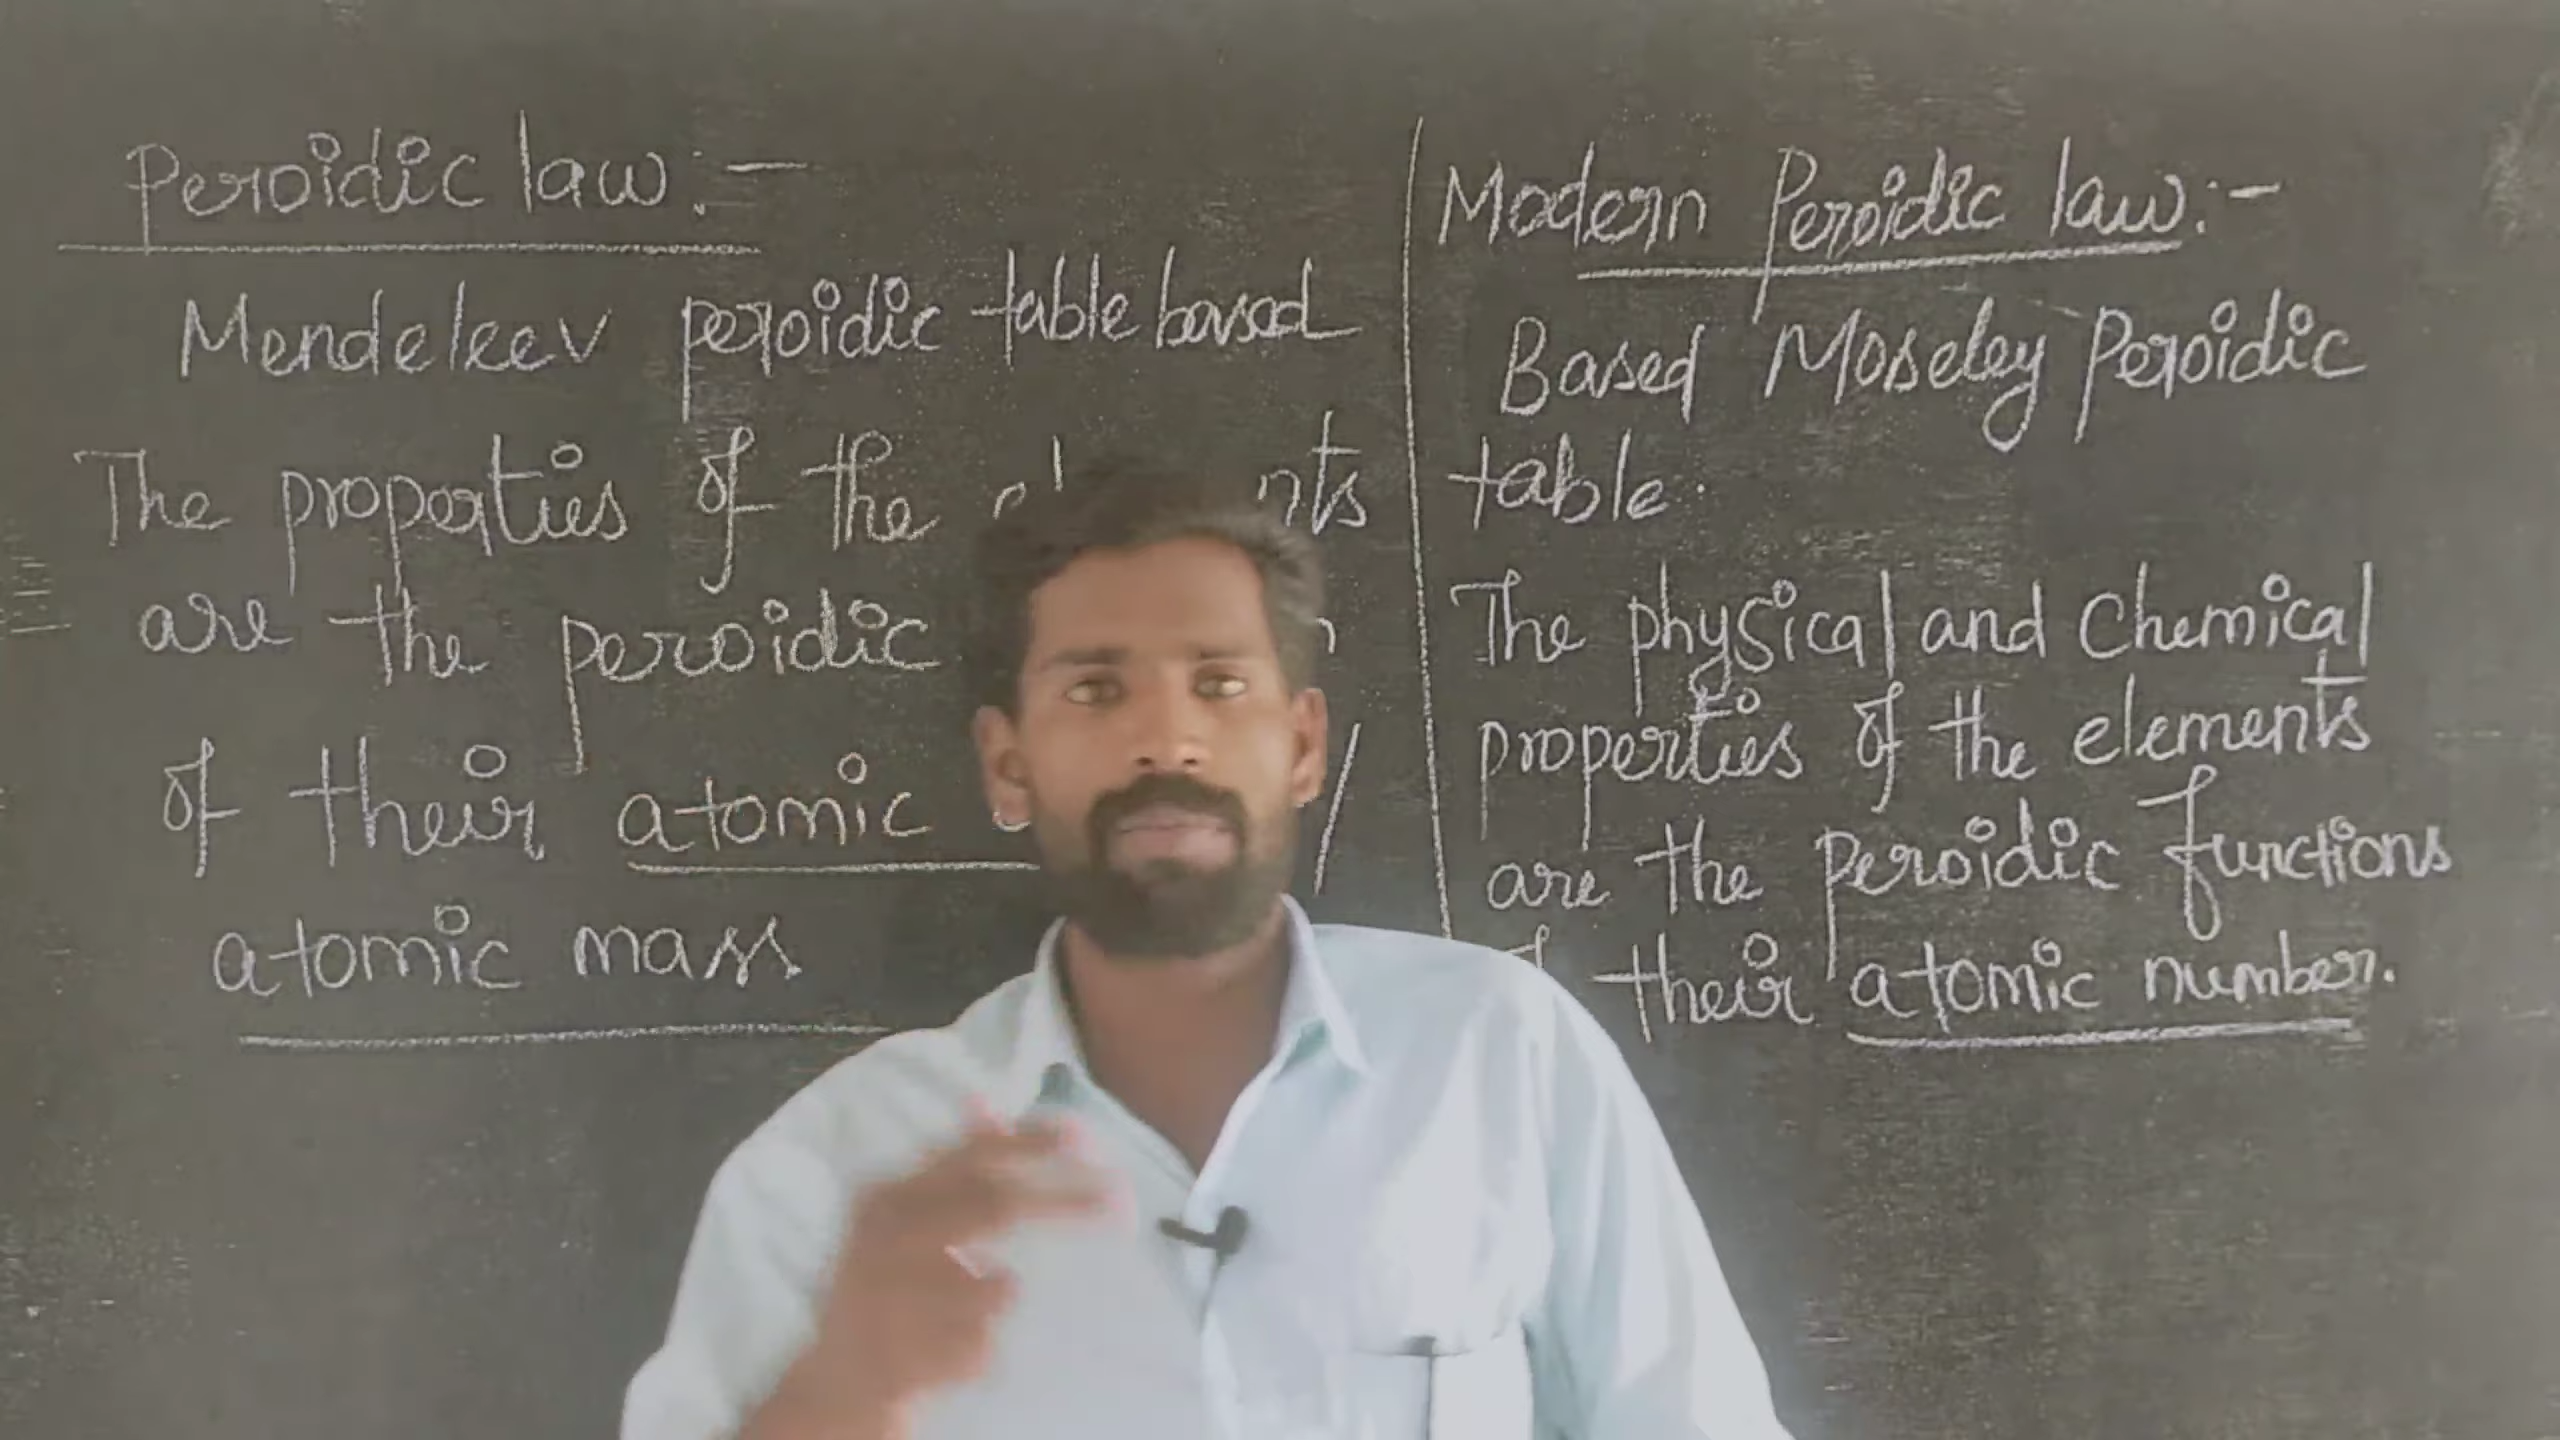 Peroidic law :-
Mendeleev peroidic table based
The properties of the
are the peroidic
of their atomic
atomic mass
Modern Peroidic law :-
Based Moseley Peroidic
table.
The physical and Chemical
properties of the elements
are the peroidic functions
their atomic number.